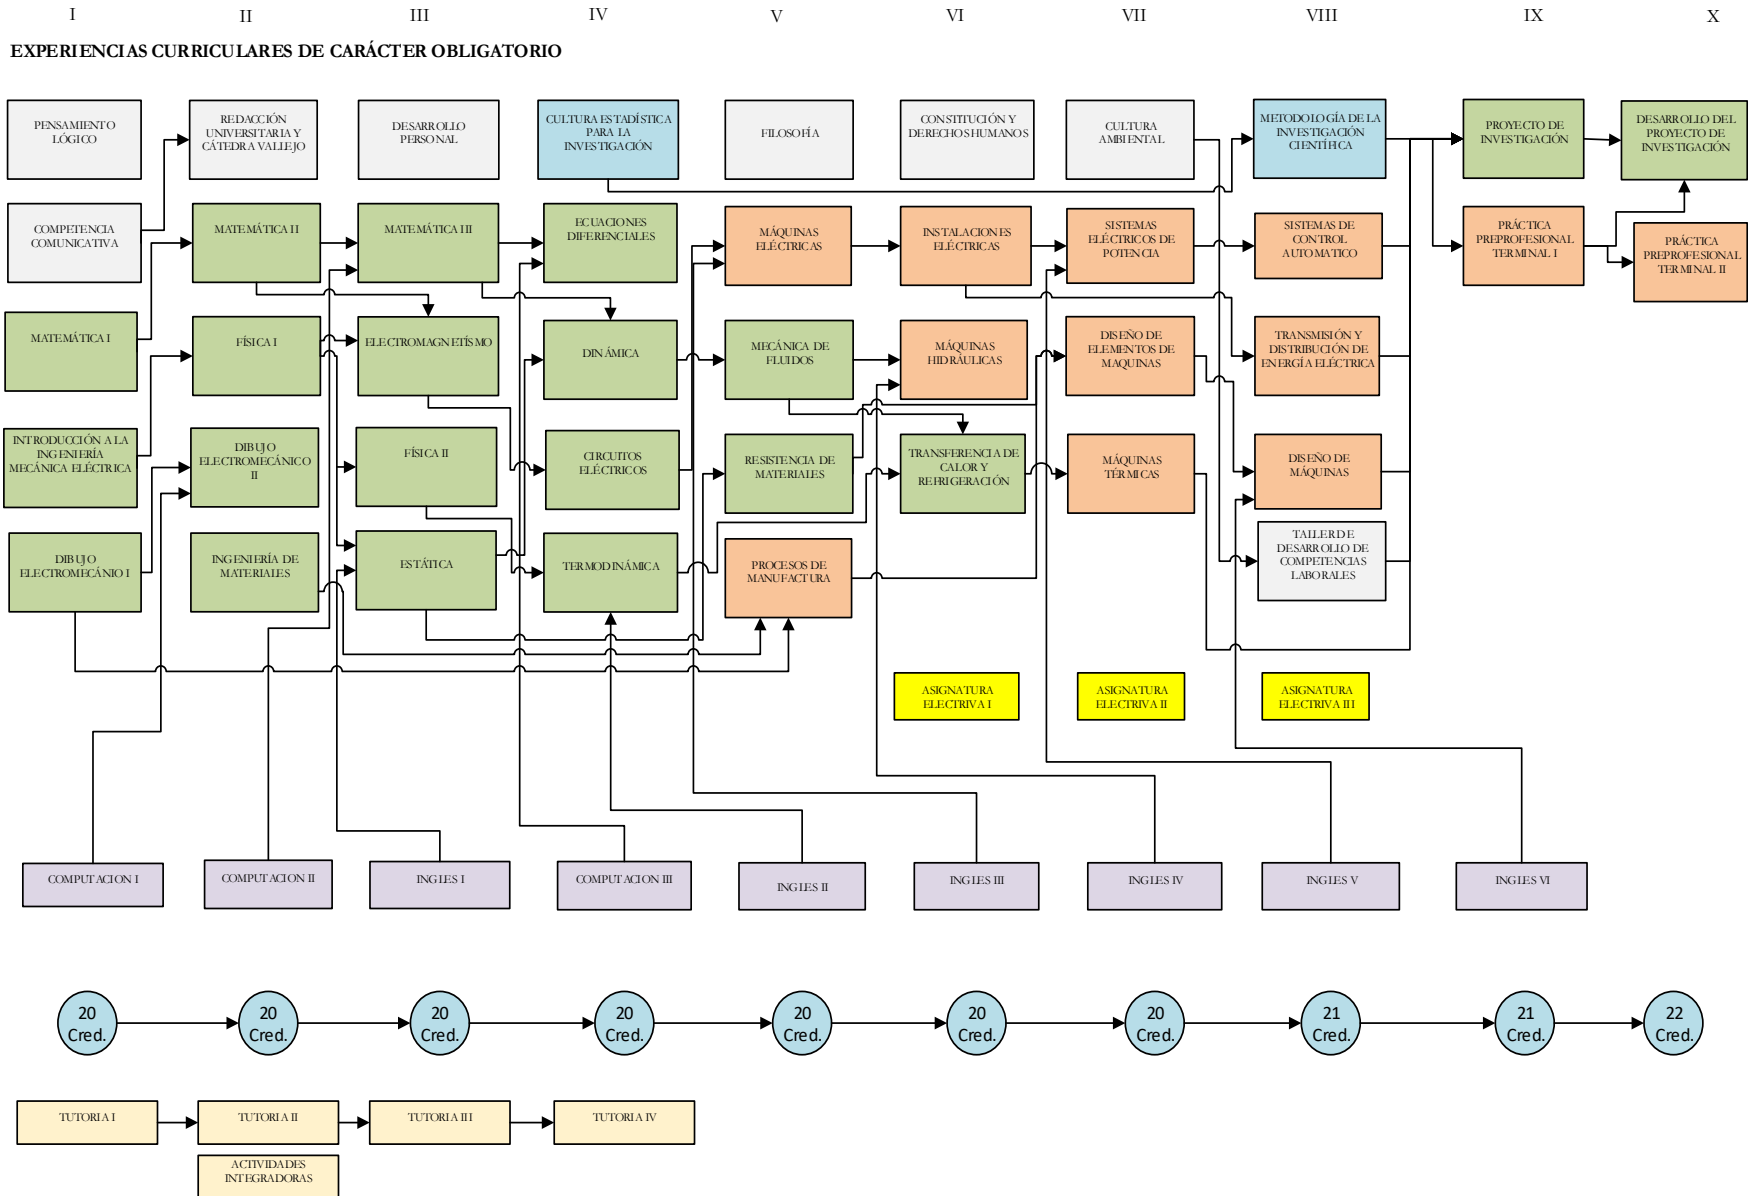 I
II
III
IV
V
VI
VII
VIII
IX
X
EXPERIENCIAS CURRICULARES DE CARÁCTER OBLIGATORIO
PENSAMIENTO
LÓGICO
REDACCIÓN
UNIVERSITARIA Y
CÁTEDRA VALLEJO
DESARROLLO
PERSONAL
CULTURA ESTADÍSTICA
PARA LA
INVESTIGACIÓN
FILOSOFÍA
CONSTITUCIÓN Y
DERECHOS HUMANOS
CULTURA
AMBIENTAL
METODOLOGÍA DE LA
INVESTIGACIÓN
CIENTÍFICA
PROYECTO DE
INVESTIGACIÓN
DESARROLLO DEL
PROYECTO DE
INVESTIGACIÓN
COMPETENCIA
COMUNICATIVA
MATEMÁTICA II
MATEMÁTICA III
ECUACIONES
DIFERENCIALES
MÁQUINAS
ELÉCTRICAS
INSTALACIONES
ELÉCTRICAS
SISTEMAS
ELÉCTRICOS DE
POTENCIA
SISTEMAS DE
CONTROL
AUTOMATICO
PRÁCTICA
PREPROFESIONAL
TERMINAL I
PRÁCTICA
PREPROFESIONAL
TERMINAL II
MATEMÁTICA I
FÍSICA I
ELECTROMAGNETÍSMO
DINÁMICA
MECÁNICA DE
FLUIDOS
MÁQUINAS
HIDRÀULICAS
DISEÑO DE
ELEMENTOS DE
MAQUINAS
TRANSMISIÓN Y
DISTRIBUCIÓN DE
ENERGÍA ELÉCTRICA
INTRODUCCIÓN A LA
INGENIERÍA
MECÁNICA ELÉCTRICA
DIBUJO
ELECTROMECÁNICO
II
FÍSICA II
CIRCUITOS
ELÉCTRICOS
RESISTENCIA DE
MATERIALES
TRANSFERENCIA DE
CALOR Y
REFRIGERACIÓN
MÁQUINAS
TÉRMICAS
DISEÑO DE
MÁQUINAS
DIBUJO
ELECTROMECÁNIO I
INGENIERÍA DE
MATERIALES
ESTÁTICA
TERMODINÁMICA
PROCESOS DE
MANUFACTURA
TALLER DE
DESARROLLO DE
COMPETENCIAS
LABORALES
ASIGNATURA
ELECTRIVA I
ASIGNATURA
ELECTRIVA II
ASIGNATURA
ELECTRIVA III
COMPUTACION I
COMPUTACION II
INGLES I
COMPUTACION III
INGLES II
INGLES III
INGLES IV
INGLES V
INGLES VI
20
Cred.
20
Cred.
20
Cred.
20
Cred.
20
Cred.
20
Cred.
20
Cred.
21
Cred.
21
Cred.
22
Cred.
TUTORIA I
TUTORIA II
TUTORIA III
TUTORIA IV
ACTIVIDADES
INTEGRADORAS